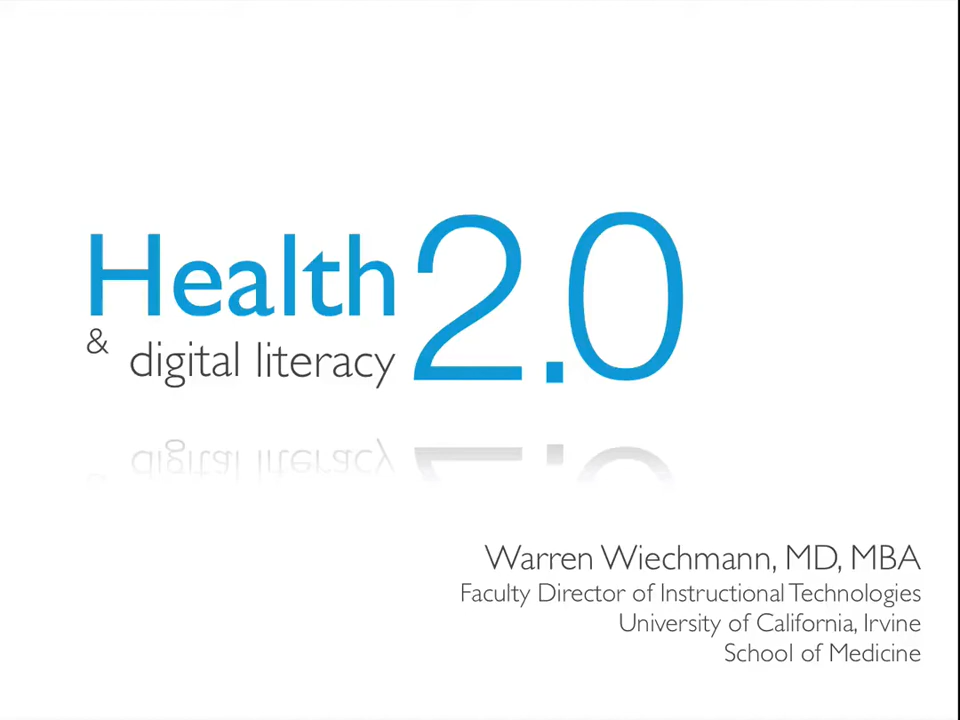 Health 2.0
& digital literacy
Warren Wiechmann, MD, MBA
Faculty Director of Instructional Technologies
University of California, Irvine
School of Medicine